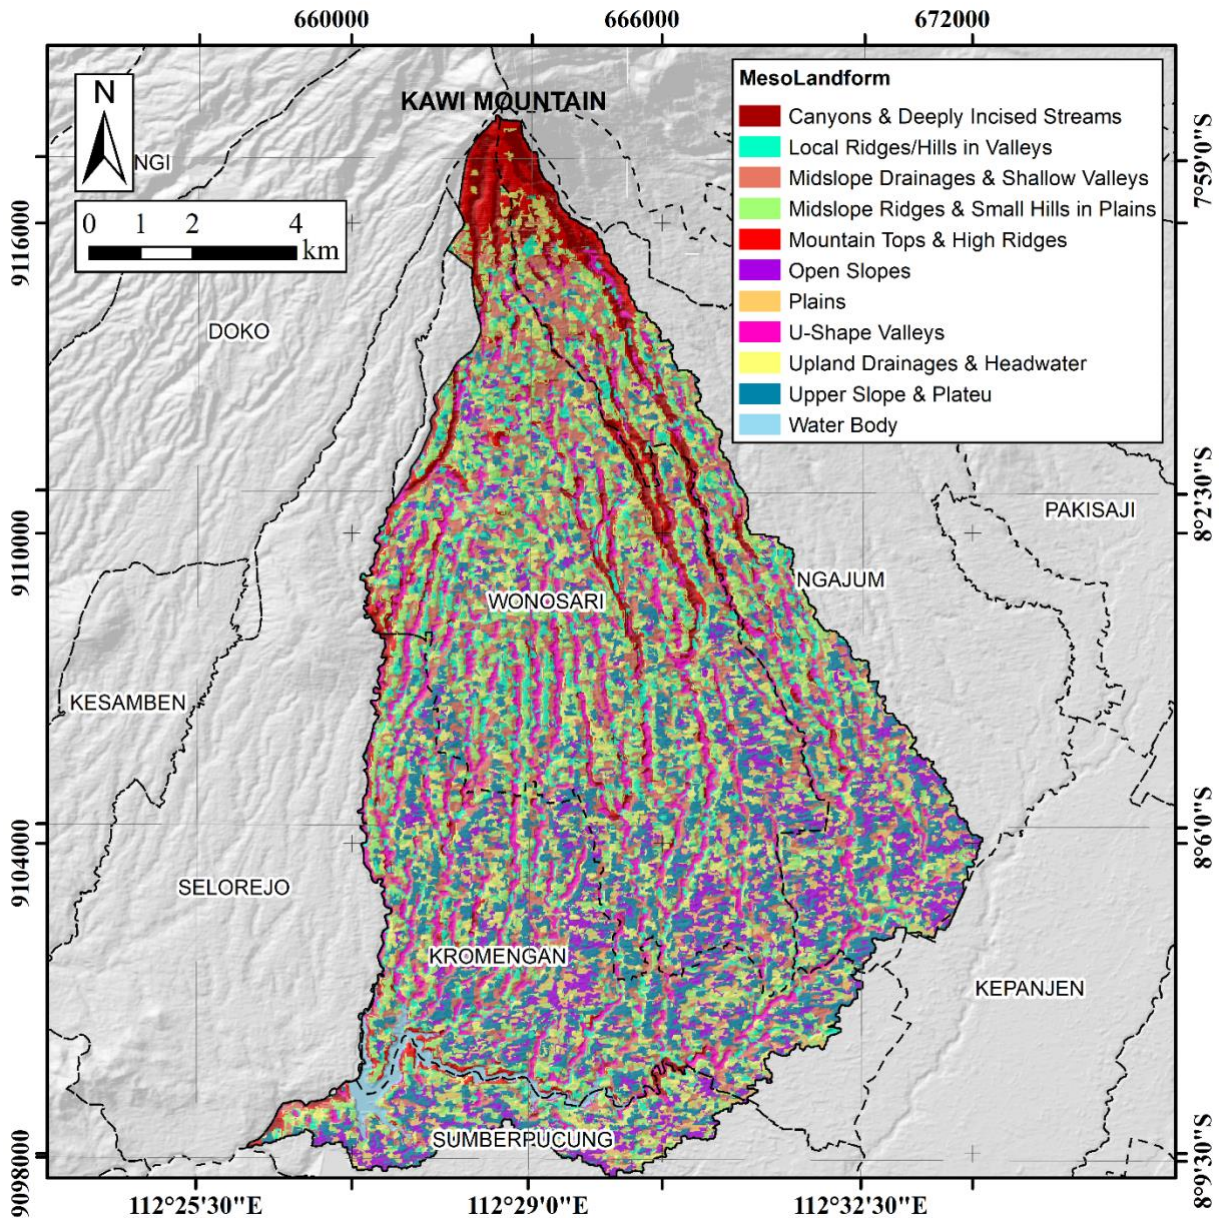 660000 666000 672000
MesoLandform
Canyons & Deeply Incised Streams
Local Ridges/Hills in Valleys
Midslope Drainages & Shallow Valleys
Midslope Ridges & Small Hills in Plains
Mountain Tops & High Ridges
Open Slopes
Plains
U-Shape Valleys
Upland Drainages & Headwater
Upper Slope & Plateu
Water Body
N
KAWI MOUNTAIN
NGI
0 1 2 4
km
7°59'0"S
9116000
DOKO
8°2'30"S
PAKISAJI
9110000
NGAJUM
WONOSARI
KESAMBEN
8°6'0"S
9104000
SELOREJO
KROMENGAN
KEPANJEN
SUMBERPUCUNG
9098000
8°9'30"S
112°25'30"E 112°29'0"E 112°32'30"E